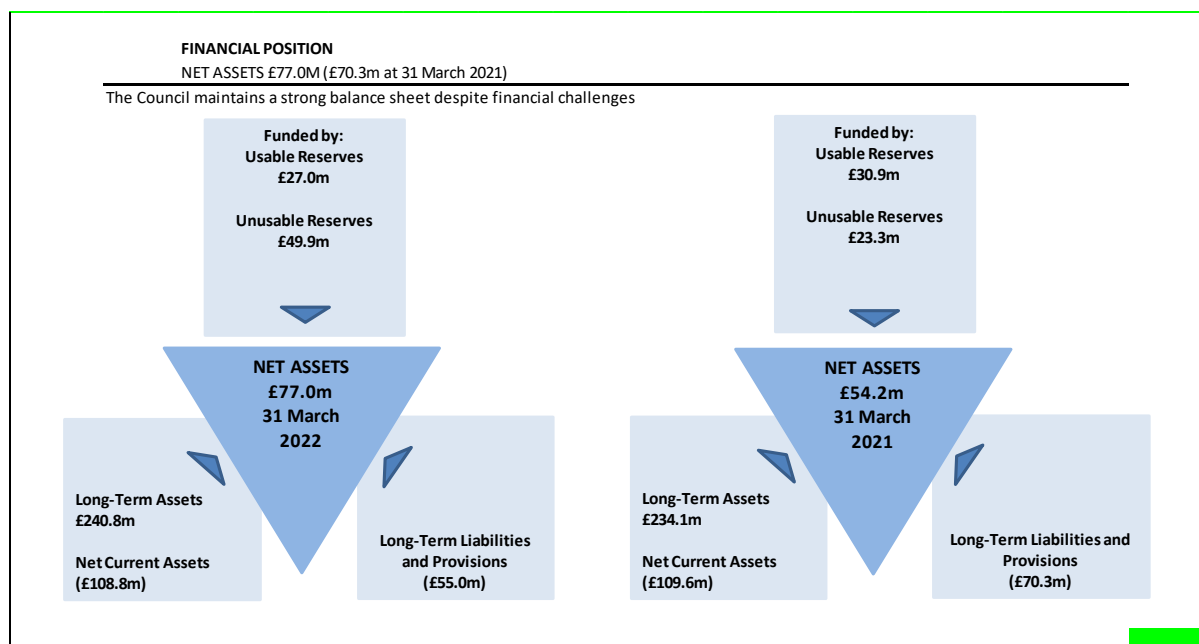 FINANCIAL POSITION
NET ASSETS £77.0M (£70.3m at 31 March 2021)
The Council maintains a strong balance sheet despite financial challenges
Funded by:
Usable Reserves
£27.0m
Unusable Reserves
£49.9m
NET ASSETS
£77.0m
31 March
2022
Long-Term Assets
£240.8m
Net Current Assets
(£108.8m)
Long-Term Liabilities
and Provisions
(£55.0m)
Funded by:
Usable Reserves
£30.9m
Unusable Reserves
£23.3m
NET ASSETS
£54.2m
31 March
2021
Long-Term Assets
£234.1m
Net Current Assets
(£109.6m)
Long-Term Liabilities and
Provisions
(£70.3m)